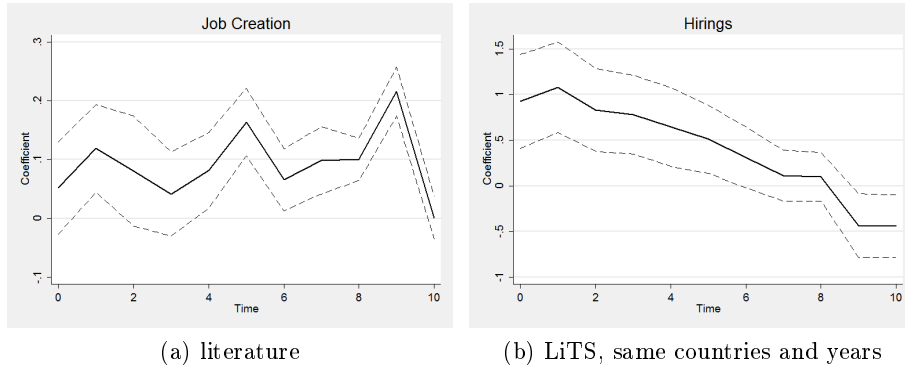 Job Creation
.3
.2
.1
0
-.1
Coefficient
0 2 4 6 8 10
Time
(a) literature
Hirings
1.5
1
.5
0
-.5
-1
Coefficient
0 2 4 6 8 10
Time
(b) LiTS, same countries and years